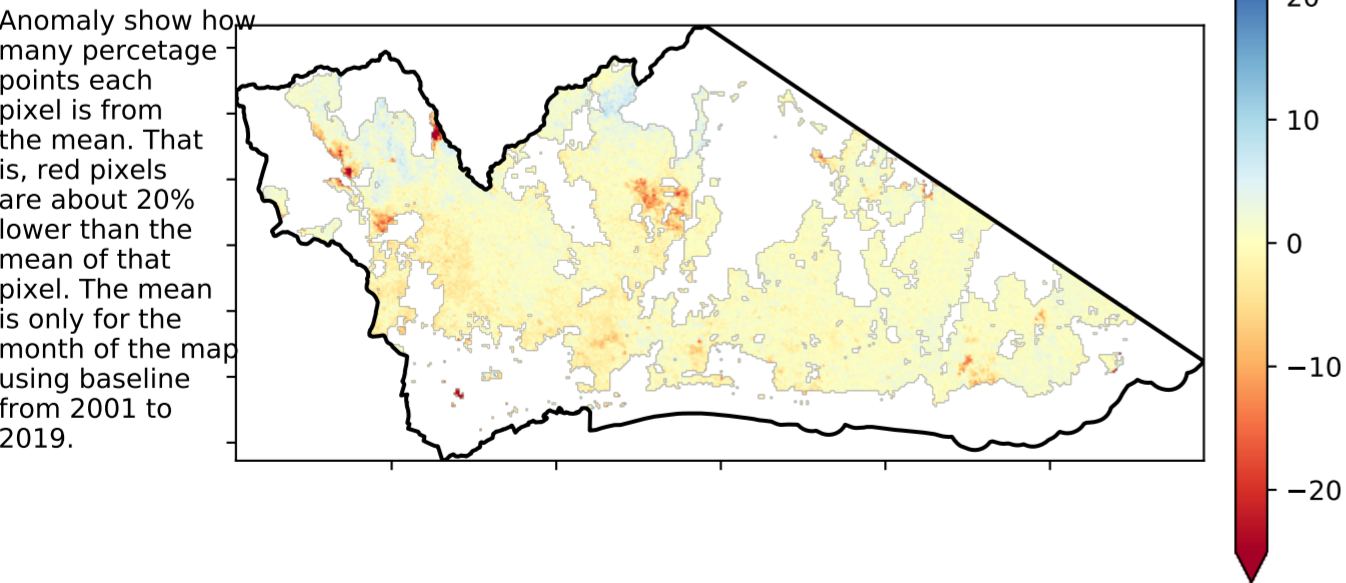 Anomaly show how
many percetage
points each
pixel is from
the mean. That
is, red pixels
are about 20%
lower than the
mean of that
pixel. The mean
is only for the
month of the map
using baseline
from 2001 to
2019.
20
10
0
−10
−20